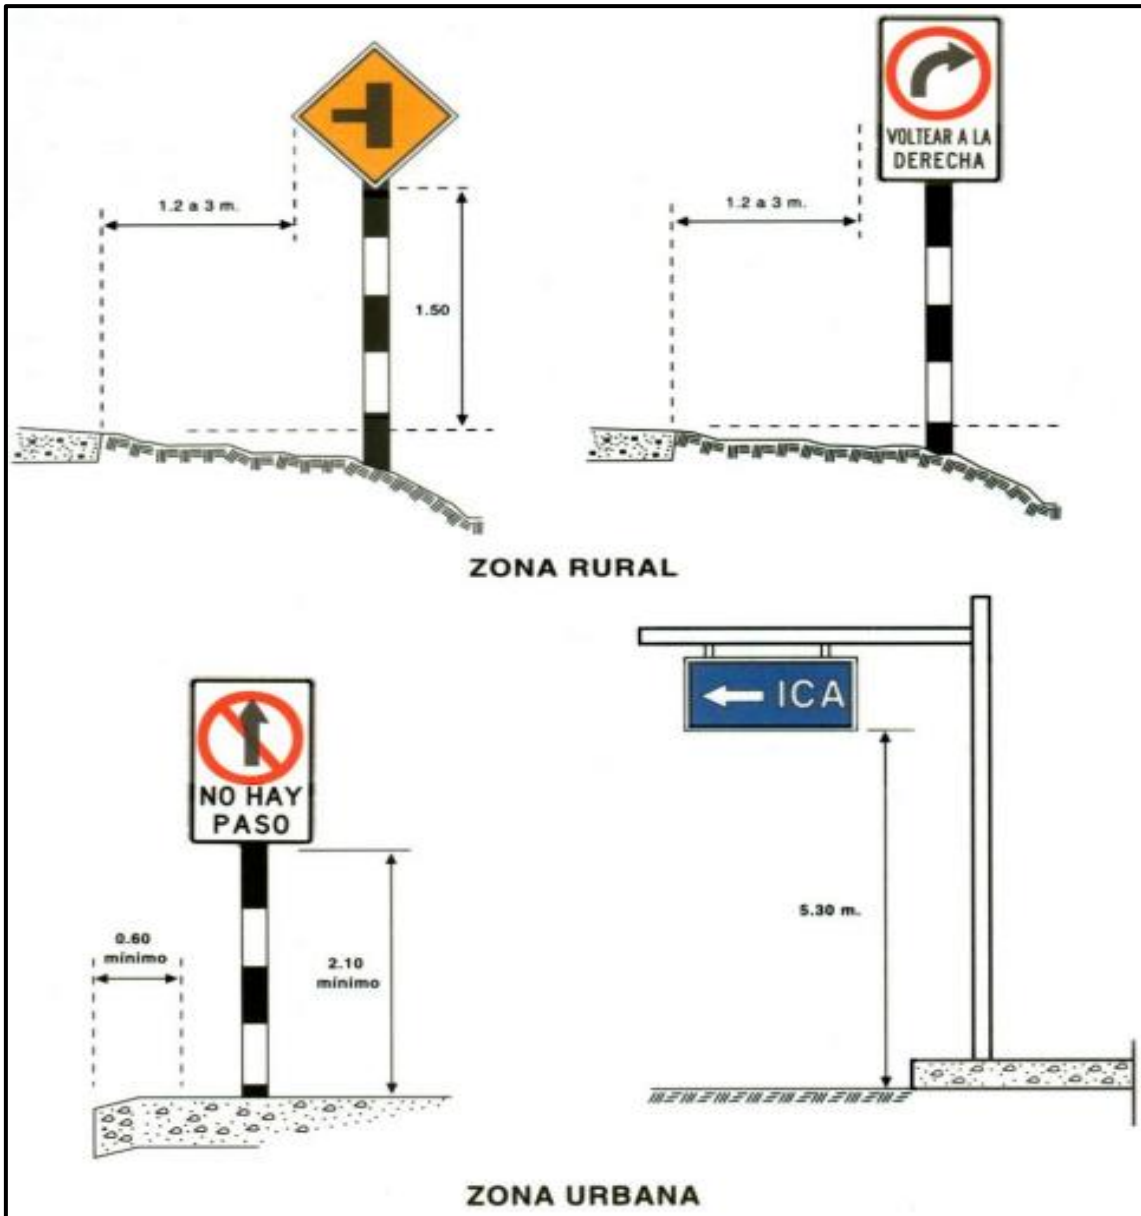 1.2 a 3 m.
1.50
VOLTEAR A LA
DERECHA
1.2 a 3 m.
ZONA RURAL
NO HAY
PASO
0.60
mínimo
2.10
mínimo
ICA
5.30 m.
ZONA URBANA